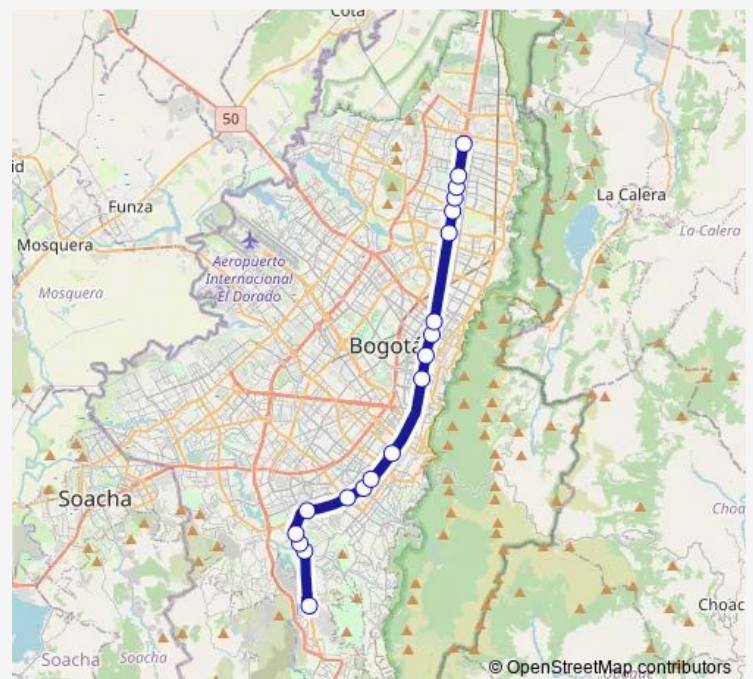 Cota
50
id
Funza
La Calera
La-Calera
Mosquera
Aeropuerto
Internacional
El Dorado
Mosquera
Bogotá
Soacha
Choa
Choac
Soacha
Soacha
© OpenStreetMap contributors